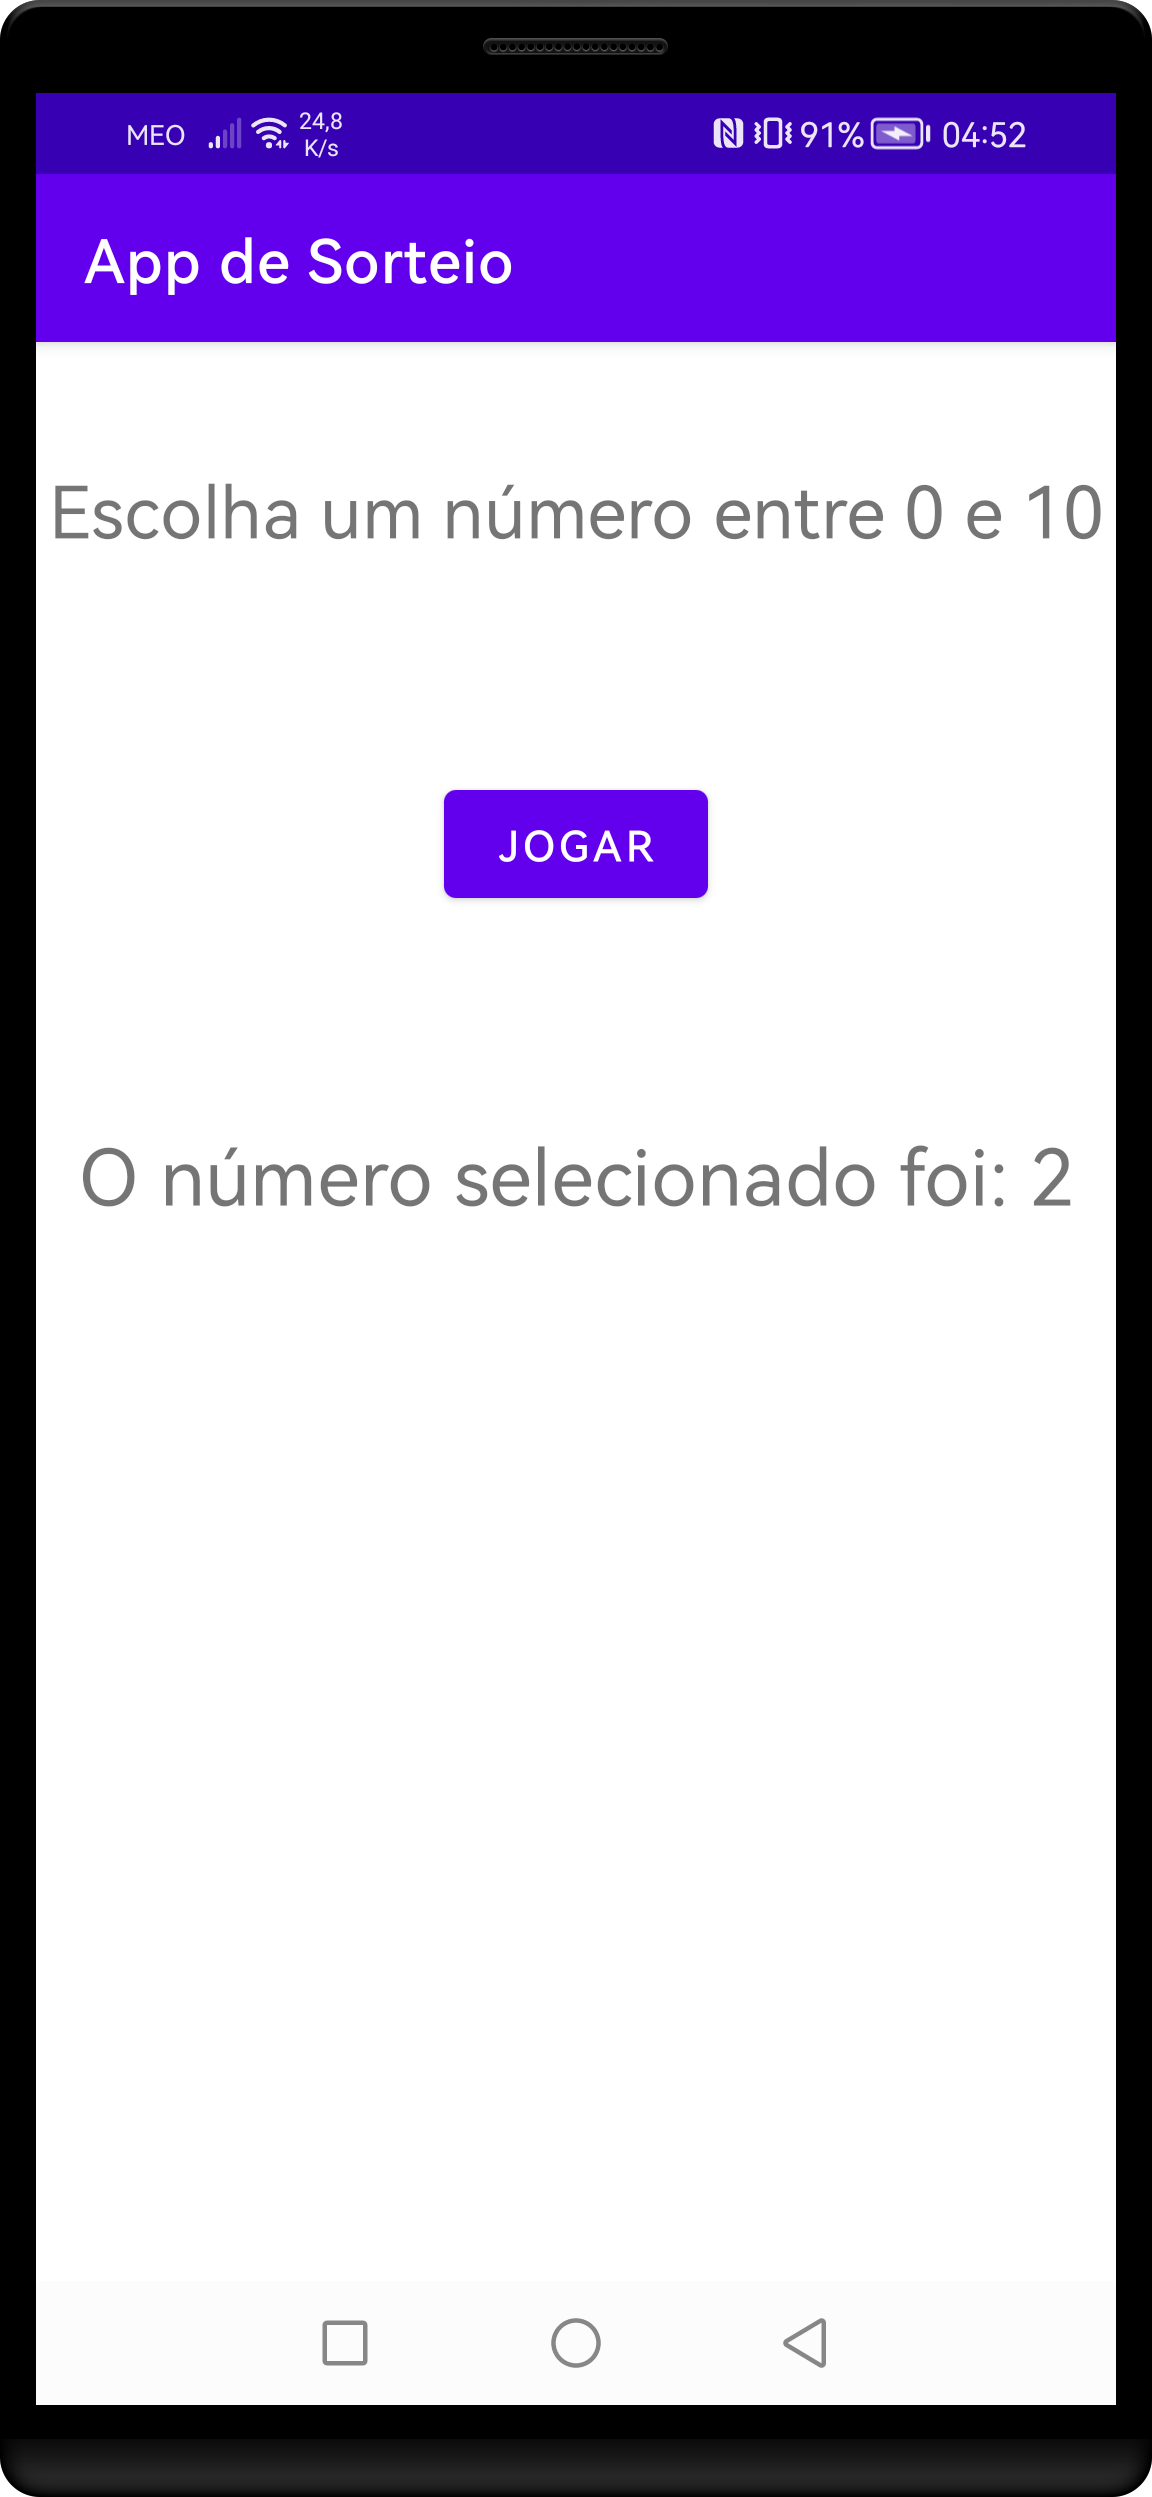 MEO 24,8 K/s 91% 04:52
App de Sorteio
Escolha um número entre 0 e 10
JOGAR
O número selecionado foi: 2